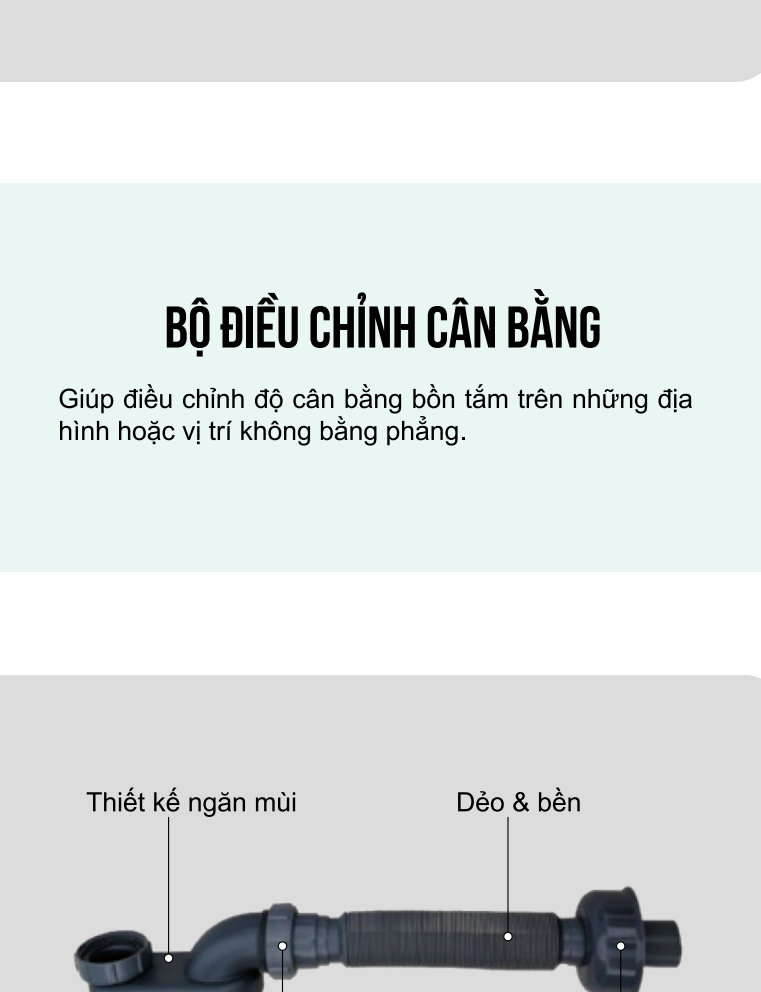 BỘ ĐIỀU CHỈNH CÂN BẰNG
Giúp điều chỉnh độ cân bằng bồn tắm trên những địa
hình hoặc vị trí không bằng phẳng.
Thiết kế ngăn mùi
Dẻo & bền